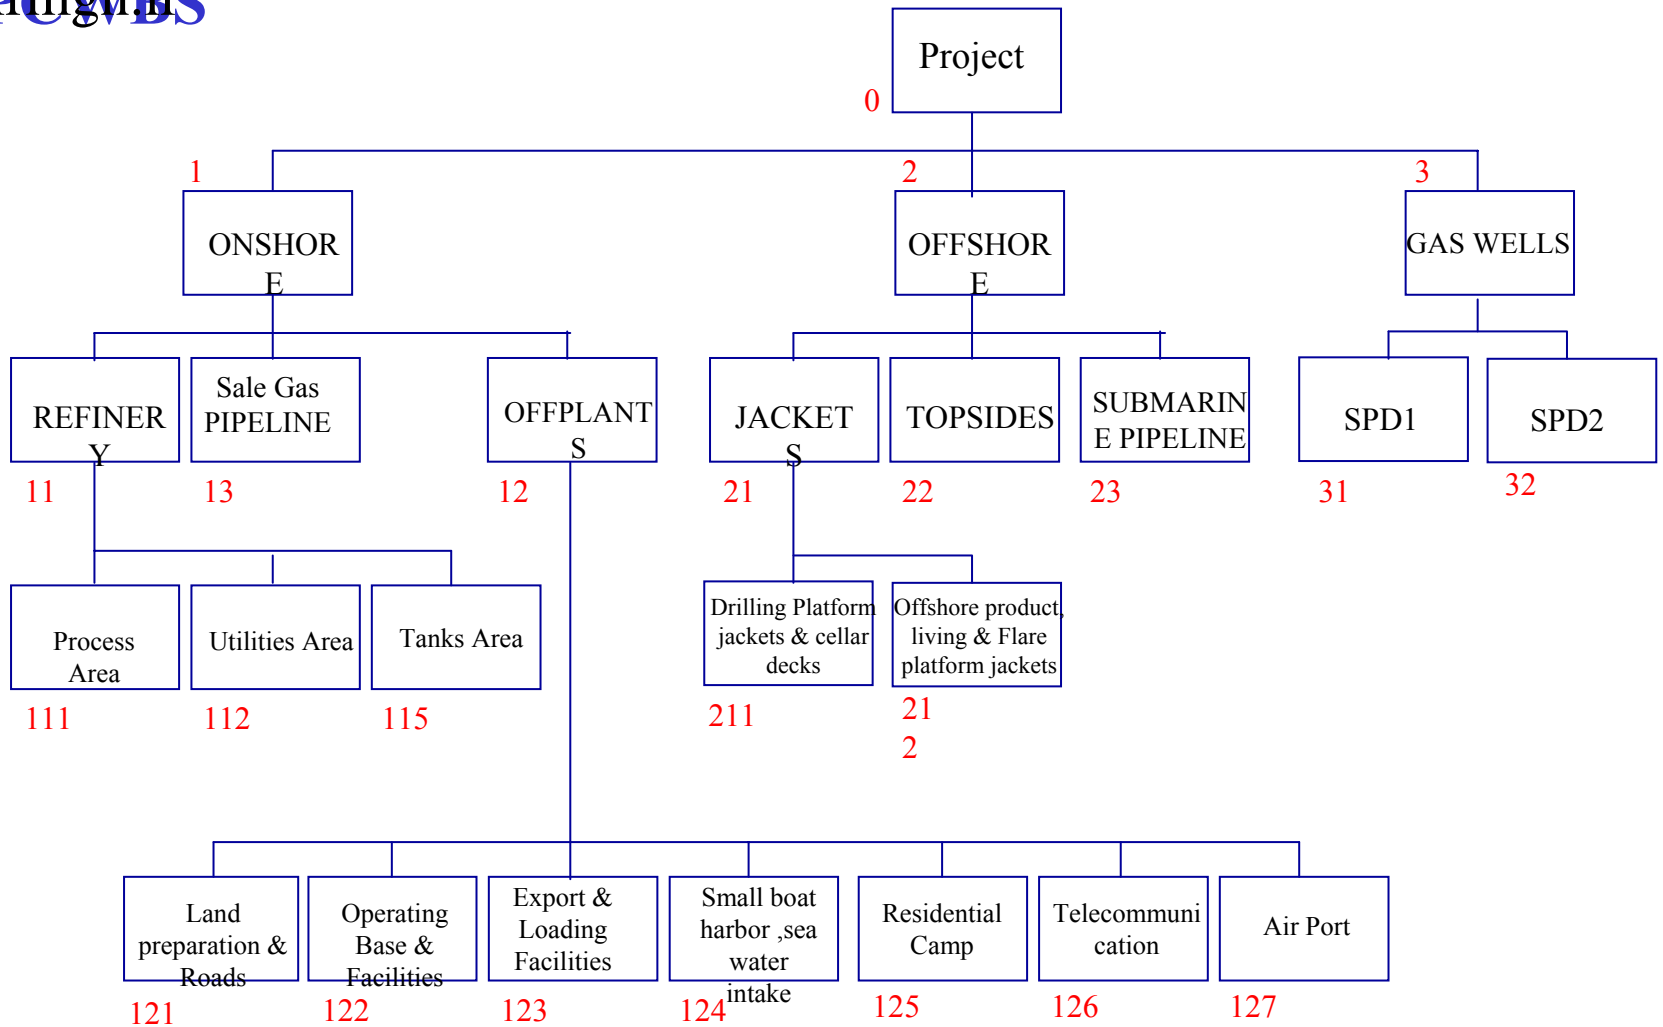 WBS
Project
0
1
2
3
ONSHOR
E
OFFSHOR
E
GAS WELLS
REFINER
Y
Sale Gas
PIPELINE
OFFPLANT
S
JACKET
S
TOPSIDES
SUBMARIN
E PIPELINE
SPD1
SPD2
11
13
12
21
22
23
31
32
Process
Area
Utilities Area
Tanks Area
Drilling Platform
jackets & cellar
decks
Offshore product,
living & Flare
platform jackets
111
112
115
211
21
2
Land
preparation &
Roads
Operating
Base &
Facilities
Export &
Loading
Facilities
Small boat
harbor ,sea
water
intake
Residential
Camp
Telecommuni
cation
Air Port
121
122
123
124
125
126
127